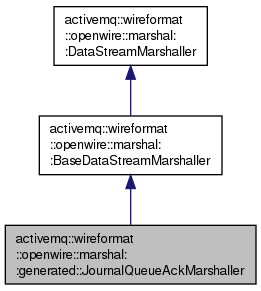 activemq::wireformat
::openwire::marshal:
:DataStreamMarshaller
activemq::wireformat
::openwire::marshal:
:BaseDataStreamMarshaller
activemq::wireformat
::openwire::marshal:
:generated::JournalQueueAckMarshaller